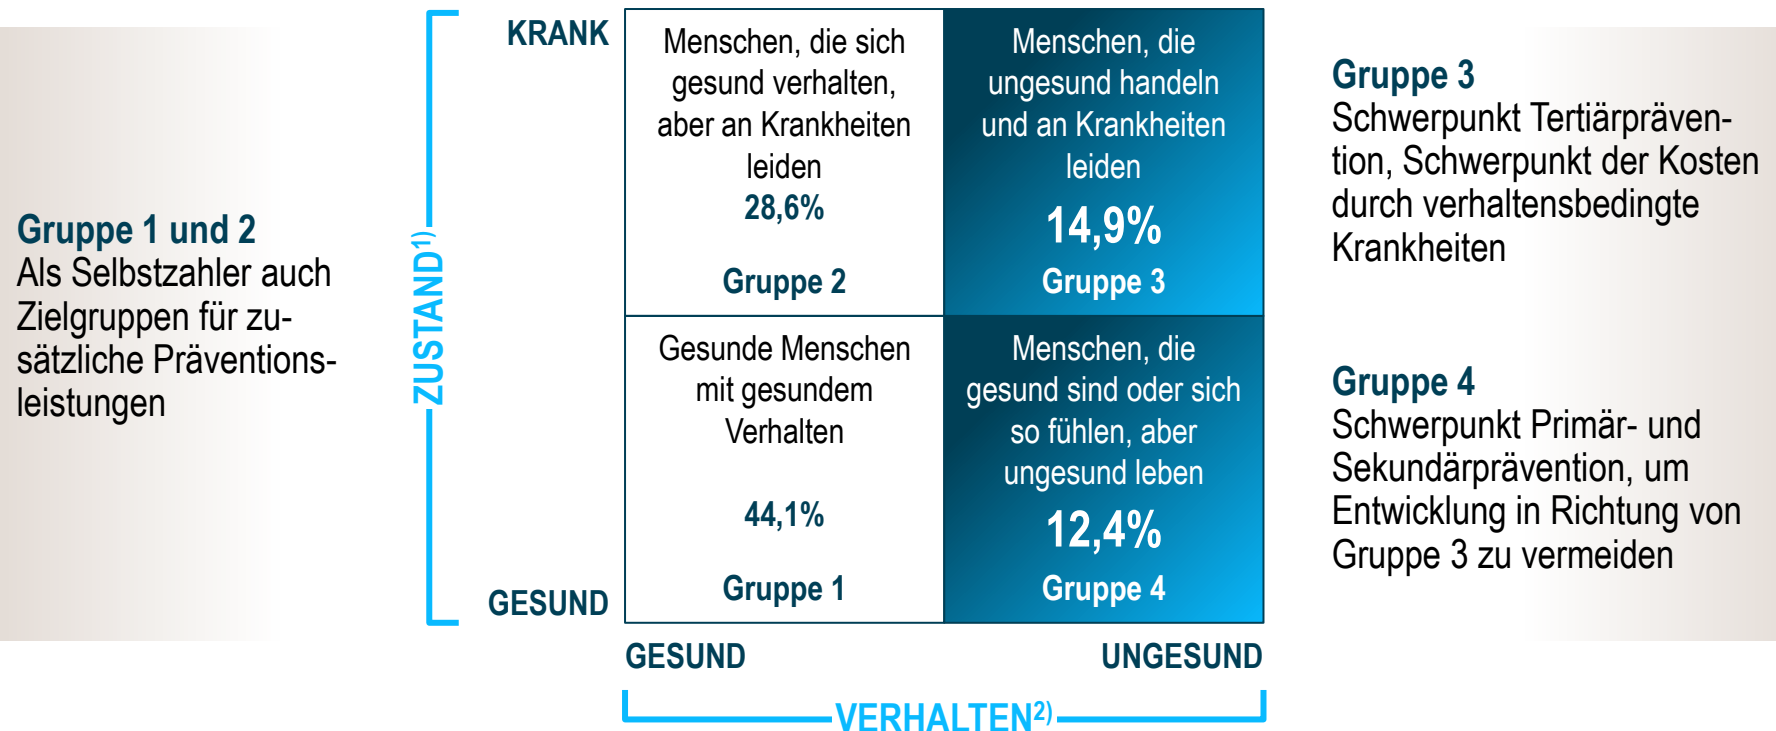 Gruppe 1 und 2
Als Selbstzahler auch
Zielgruppen für zu-
sätzliche Präventions-
leistungen
ZUSTAND1)
KRANK
GESUND
Menschen, die sich
gesund verhalten,
aber an Krankheiten
leiden
28,6%
Gruppe 2
Menschen, die
ungesund handeln
und an Krankheiten
leiden
14,9%
Gruppe 3
Gesunde Menschen
mit gesundem
Verhalten
44,1%
Gruppe 1
Menschen, die
gesund sind oder sich
so fühlen, aber
ungesund leben
12,4%
Gruppe 4
GESUND
UNGESUND
VERHALTEN2)
Gruppe 3
Schwerpunkt Tertiärpräven-
tion, Schwerpunkt der Kosten
durch verhaltensbedingte
Krankheiten
Gruppe 4
Schwerpunkt Primär- und
Sekundärprävention, um
Entwicklung in Richtung von
Gruppe 3 zu vermeiden